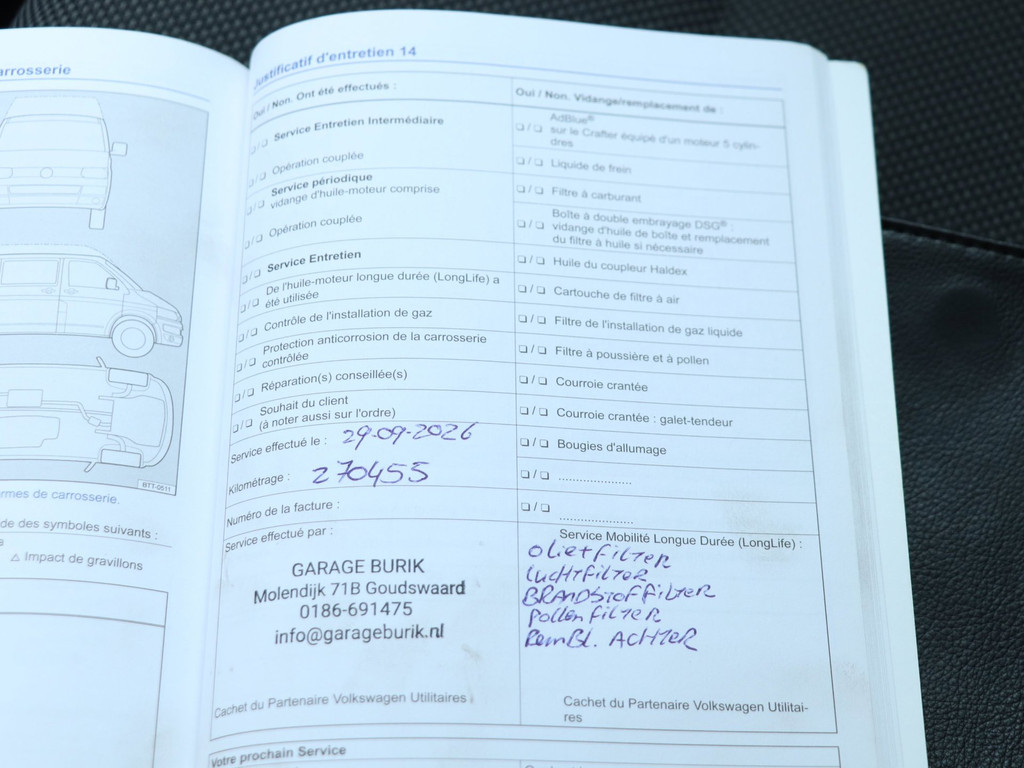 arrosserie
BTT-0511
rmes de carrosserie.
de des symboles suivants :
⚠ Impact de gravillons
Justificatif d'entretien 14
Oui / Non. Ont été effectués :
❏ / ❏ Service Entretien Intermédiaire
❏ / ❏ Opération couplée
Service périodique
❏ / ❏ vidange d'huile-moteur comprise
❏ / ❏ Opération couplée
❏ / ❏ Service Entretien
❏ / ❏ De l'huile-moteur longue durée (LongLife) a
été utilisée
❏ / ❏ Contrôle de l'installation de gaz
❏ / ❏ Protection anticorrosion de la carrosserie
contrôlée
❏ / ❏ Réparation(s) conseillée(s)
❏ / ❏ Souhait du client
(à noter aussi sur l'ordre)
Service effectué le : 29-09-2026
Kilométrage : 270455
Numéro de la facture :
Service effectué par :
GARAGE BURIK
Molendijk 71B Goudswaard
0186-691475
info@garageburik.nl
Cachet du Partenaire Volkswagen Utilitaires
Oui / Non. Vidange/remplacement de :
AdBlue®
❏ / ❏ sur le Crafter équipé d'un moteur 5 cylin-
dres
❏ / ❏ Liquide de frein
❏ / ❏ Filtre à carburant
Boîte à double embrayage DSG® :
❏ / ❏ vidange d'huile de boîte et remplacement
du filtre à huile si nécessaire
❏ / ❏ Huile du coupleur Haldex
❏ / ❏ Cartouche de filtre à air
❏ / ❏ Filtre de l'installation de gaz liquide
❏ / ❏ Filtre à poussière et à pollen
❏ / ❏ Courroie crantée
❏ / ❏ Courroie crantée : galet-tendeur
❏ / ❏ Bougies d'allumage
❏ / ❏ .....................
❏ / ❏ .....................
Service Mobilité Longue Durée (LongLife) :
Olie+filter
Luchtfilter
Brandstoffilter
Pollenfilter
Rembl. Achter
Cachet du Partenaire Volkswagen Utilitai-
res
Votre prochain Service